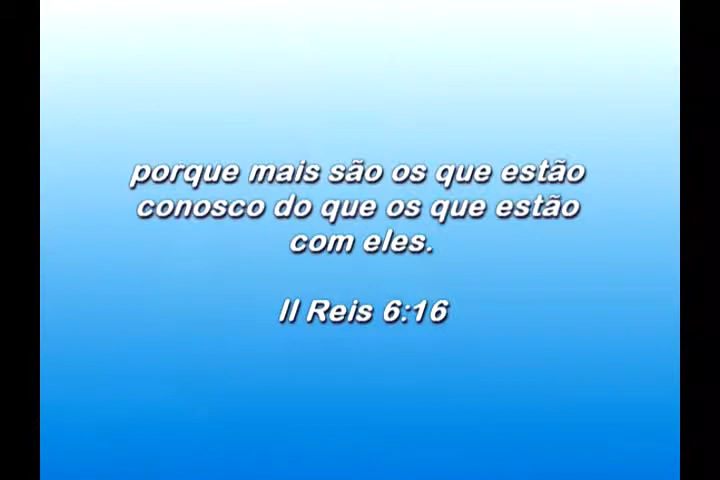 porque mais são os que estão
conosco do que os que estão
com eles.
II Reis 6:16